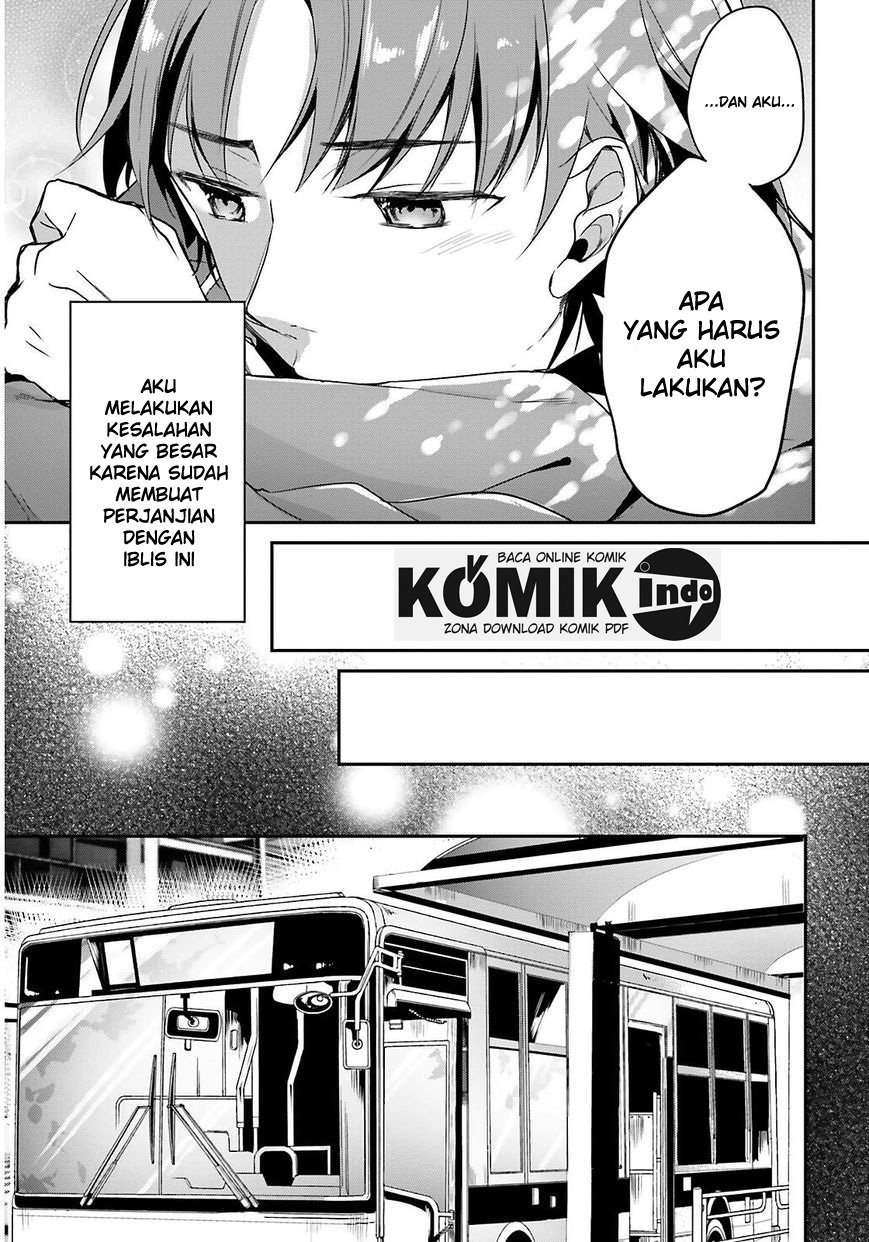 ...DAN AKU...
APA
YANG HARUS
AKU
LAKUKAN?
AKU
MELAKUKAN
KESALAHAN
YANG BESAR
KARENA SUDAH
MEMBUAT
PERJANJIAN
DENGAN
IBLIS INI
BACA ONLINE KOMIK
KOMIK Indo
ZONA DOWNLOAD KOMIK PDF